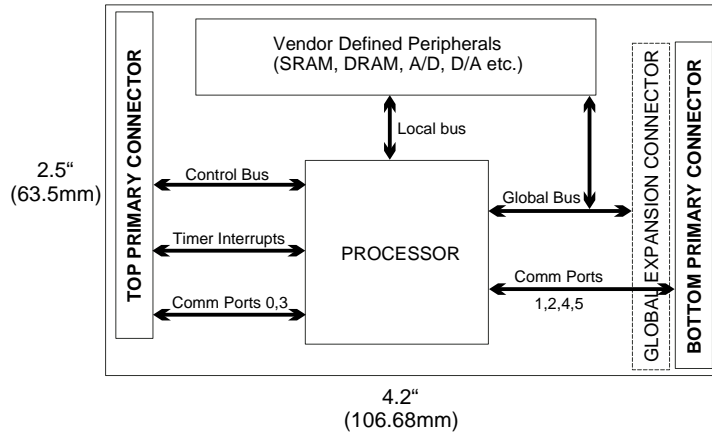 Vendor Defined Peripherals
(SRAM, DRAM, A/D, D/A etc.)
Local bus
TOP PRIMARY CONNECTOR
Control Bus
Timer Interrupts
Comm Ports 0,3
PROCESSOR
Global Bus
Comm Ports
1,2,4,5
GLOBAL EXPANSION CONNECTOR
BOTTOM PRIMARY CONNECTOR
2.5“
(63.5mm)
4.2“
(106.68mm)